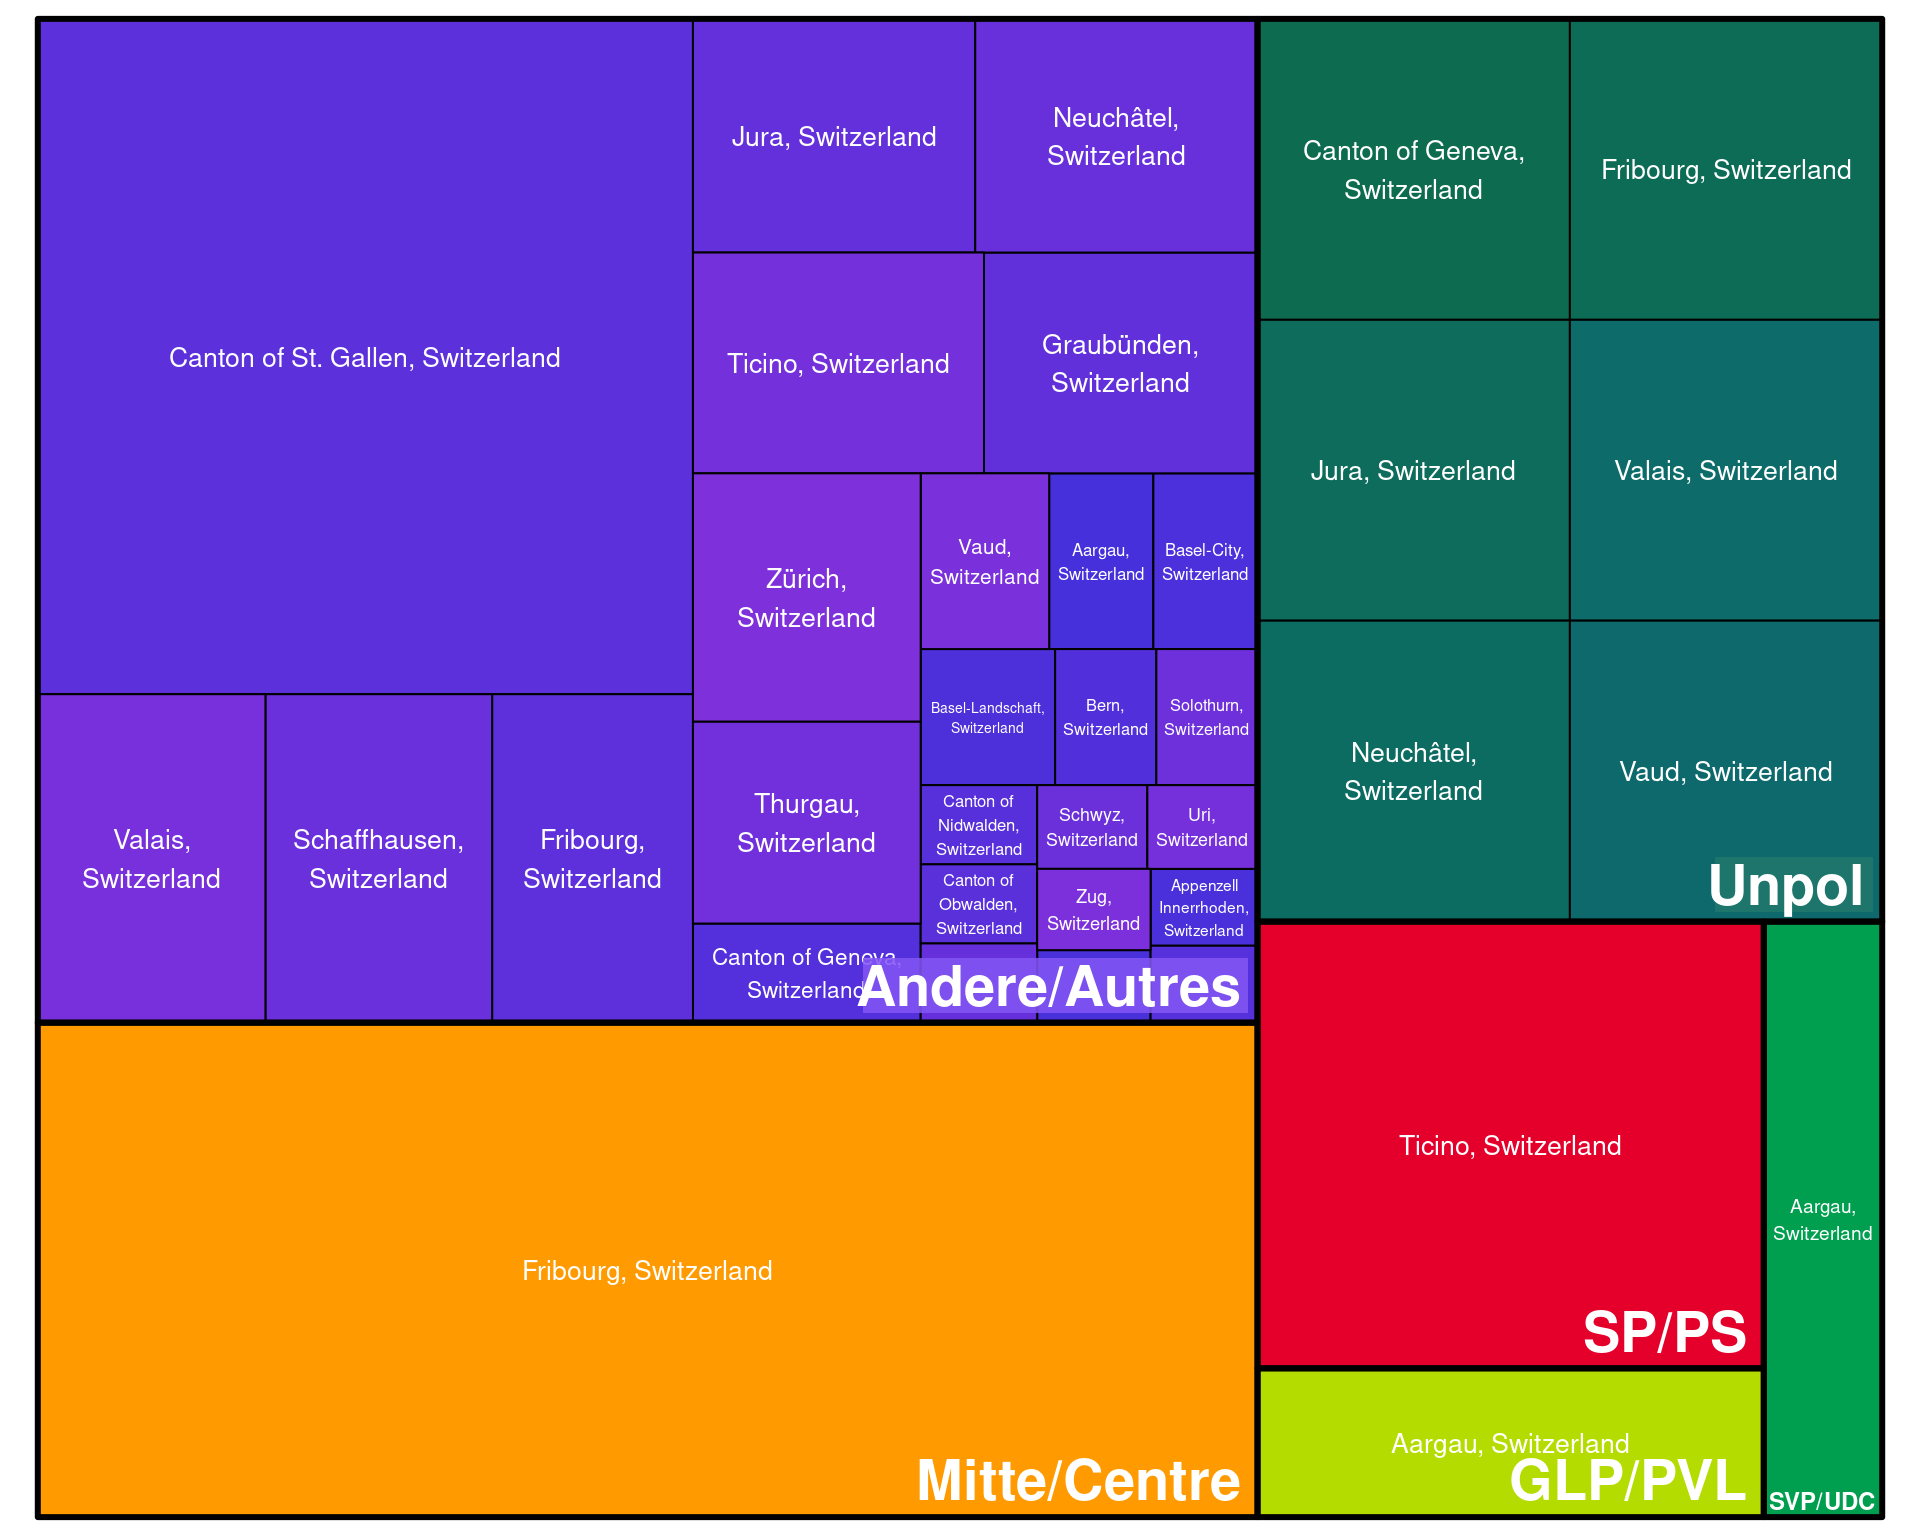 Canton of St. Gallen, Switzerland
Jura, Switzerland
Neuchâtel,
Switzerland
Ticino, Switzerland
Graubünden,
Switzerland
Zürich,
Switzerland
Vaud,
Switzerland
Aargau,
Switzerland
Basel-City,
Switzerland
Basel-Landschaft,
Switzerland
Bern,
Switzerland
Solothurn,
Switzerland
Valais,
Switzerland
Schaffhausen,
Switzerland
Fribourg,
Switzerland
Thurgau,
Switzerland
Canton of
Nidwalden,
Switzerland
Schwyz,
Switzerland
Uri,
Switzerland
Canton of
Obwalden,
Switzerland
Zug,
Switzerland
Appenzell
Innerrhoden,
Switzerland
Canton of Geneva,
Switzerland
Andere/Autres
Canton of Geneva,
Switzerland
Fribourg, Switzerland
Jura, Switzerland
Valais, Switzerland
Neuchâtel,
Switzerland
Vaud, Switzerland
Unpol
Fribourg, Switzerland
Mitte/Centre
Ticino, Switzerland
SP/PS
Aargau, Switzerland
GLP/PVL
Aargau,
Switzerland
SVP/UDC